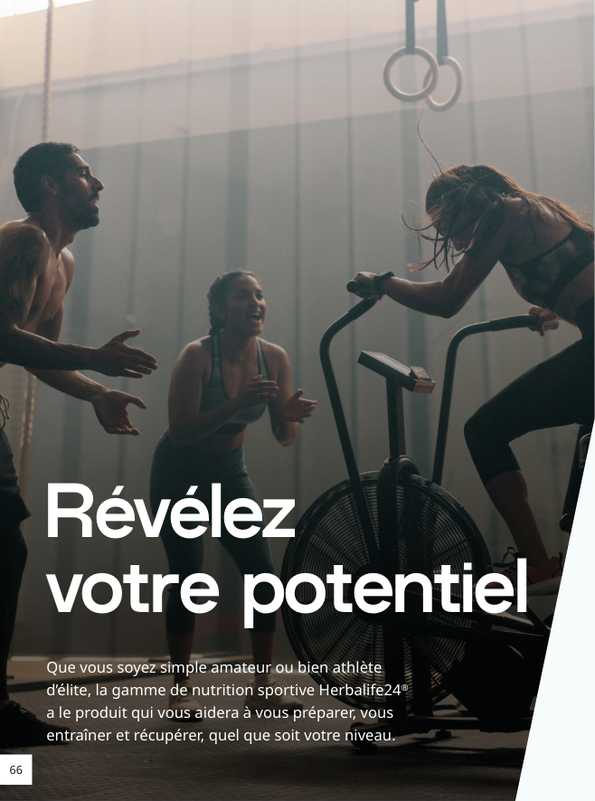 Révélez
votre potentiel
Que vous soyez simple amateur ou bien athlète
d’élite, la gamme de nutrition sportive Herbalife24®
a le produit qui vous aidera à vous préparer, vous
entraîner et récupérer, quel que soit votre niveau.
66